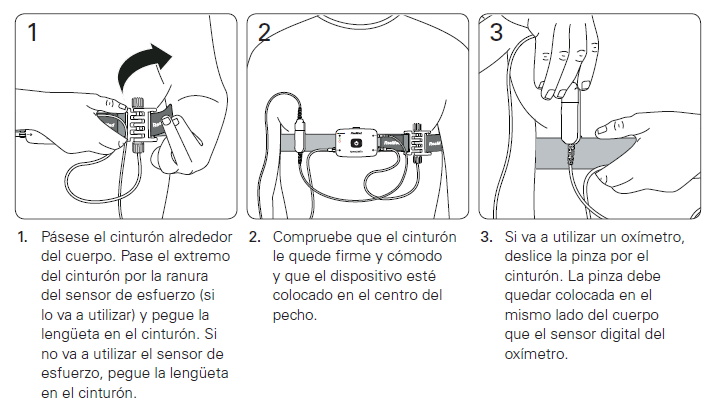 1
2
3
1. Pásese el cinturón alrededor
del cuerpo. Pase el extremo
del cinturón por la ranura
del sensor de esfuerzo (si
lo va a utilizar) y pegue la
lengüeta en el cinturón. Si
no va a utilizar el sensor de
esfuerzo, pegue la lengüeta
en el cinturón.
2. Compruebe que el cinturón
le quede firme y cómodo
y que el dispositivo esté
colocado en el centro del
pecho.
3. Si va a utilizar un oxímetro,
deslice la pinza por el
cinturón. La pinza debe
quedar colocada en el
mismo lado del cuerpo
que el sensor digital del
oxímetro.